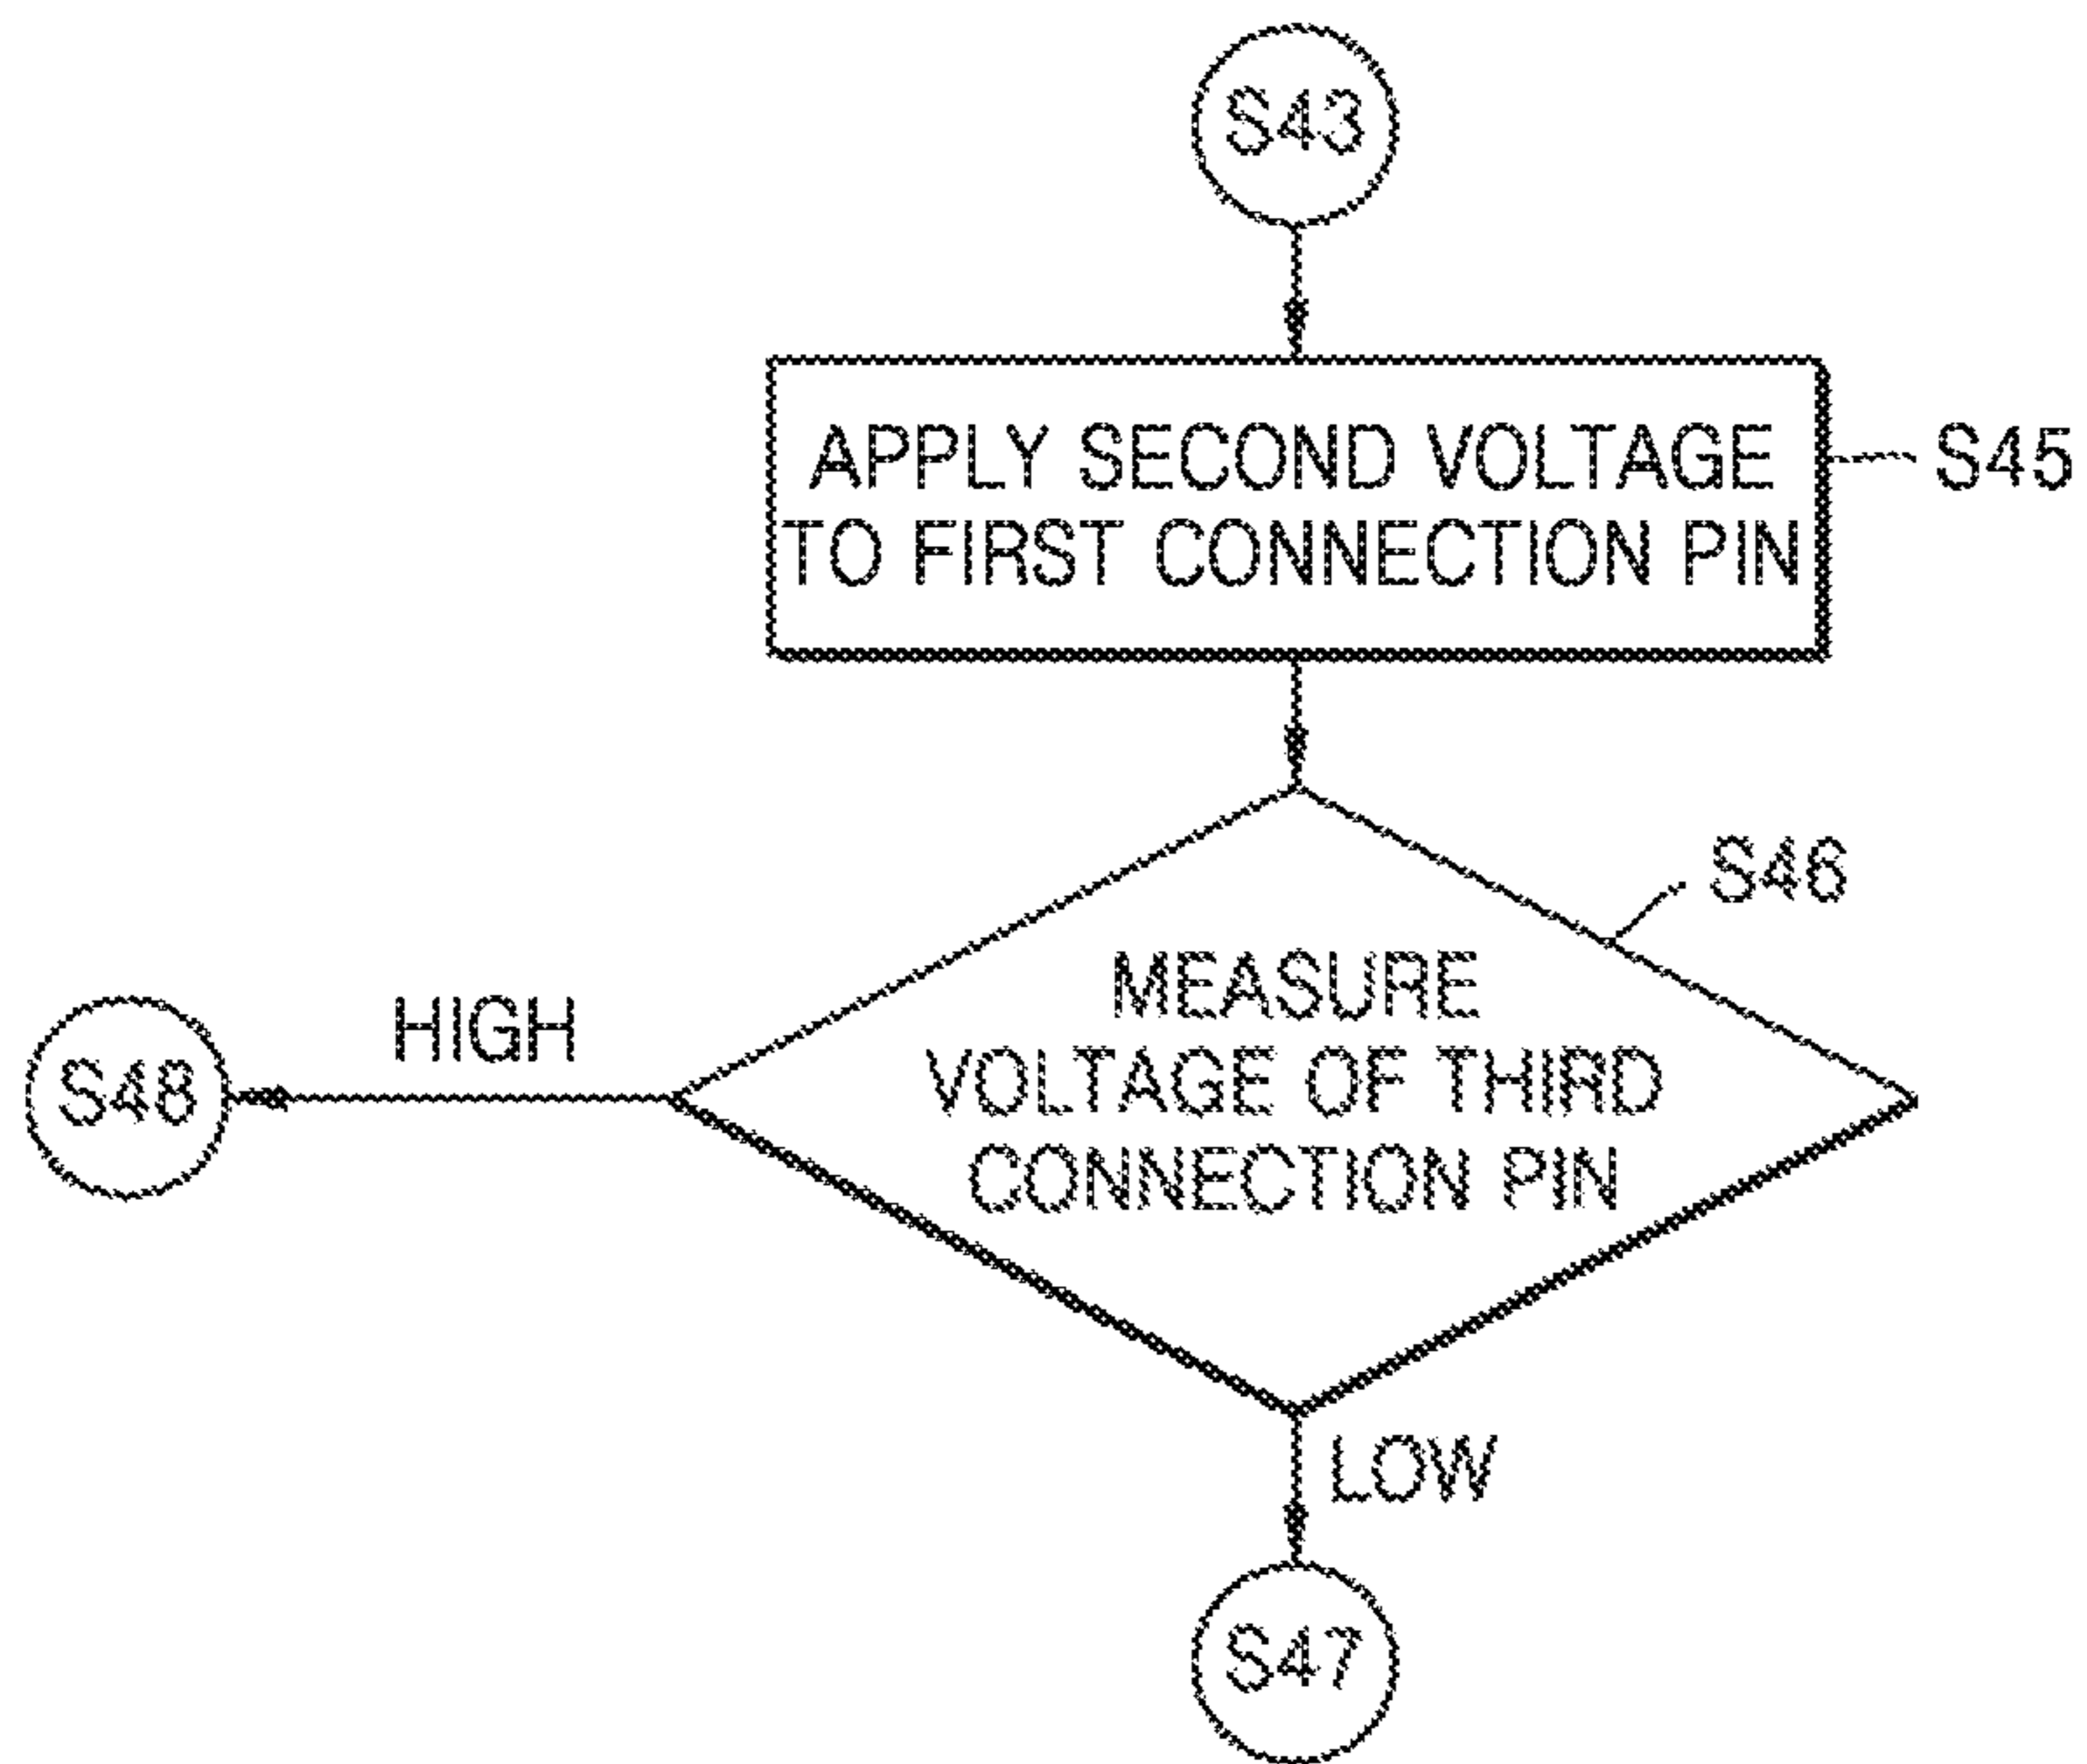 S43
APPLY SECOND VOLTAGE
TO FIRST CONNECTION PIN
S45
S46
MEASURE
VOLTAGE OF THIRD
CONNECTION PIN
HIGH
S48
LOW
S47